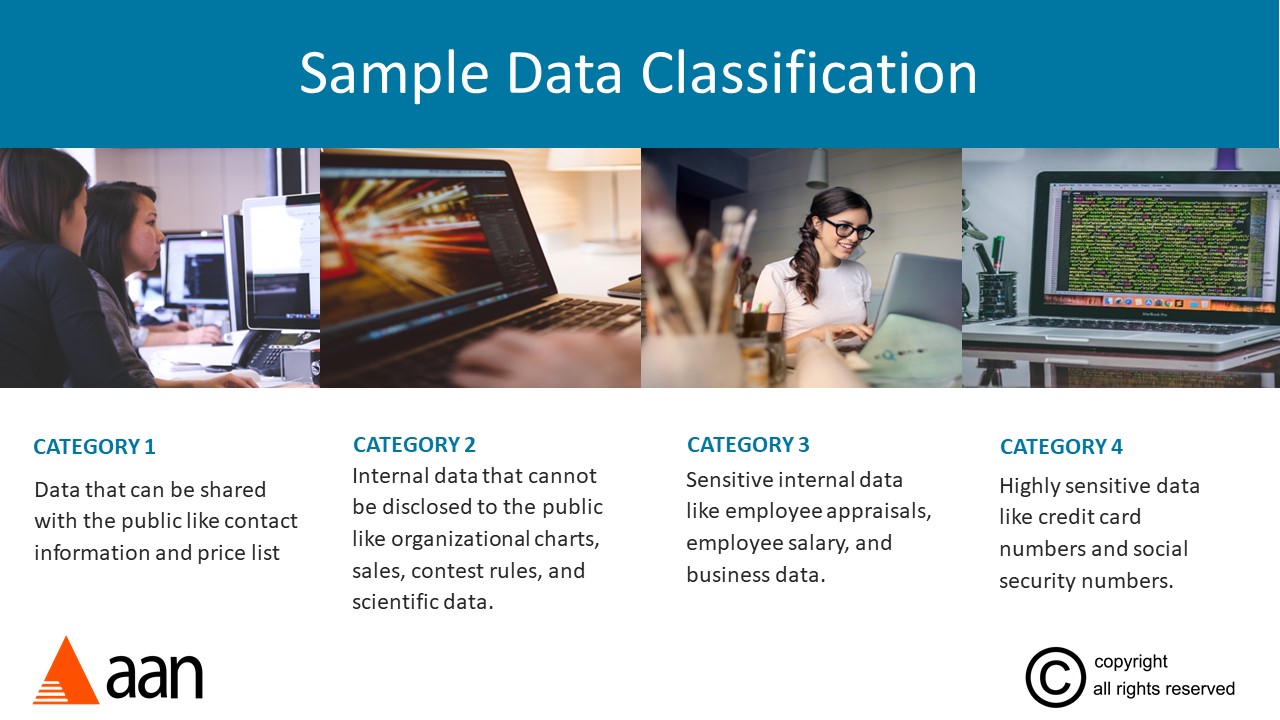 Sample Data Classification
CATEGORY 1
Data that can be shared
with the public like contact
information and price list
CATEGORY 2
Internal data that cannot
be disclosed to the public
like organizational charts,
sales, contest rules, and
scientific data.
CATEGORY 3
Sensitive internal data
like employee appraisals,
employee salary, and
business data.
CATEGORY 4
Highly sensitive data
like credit card
numbers and social
security numbers.
aan
©
copyright
all rights reserved
MacBook Pro